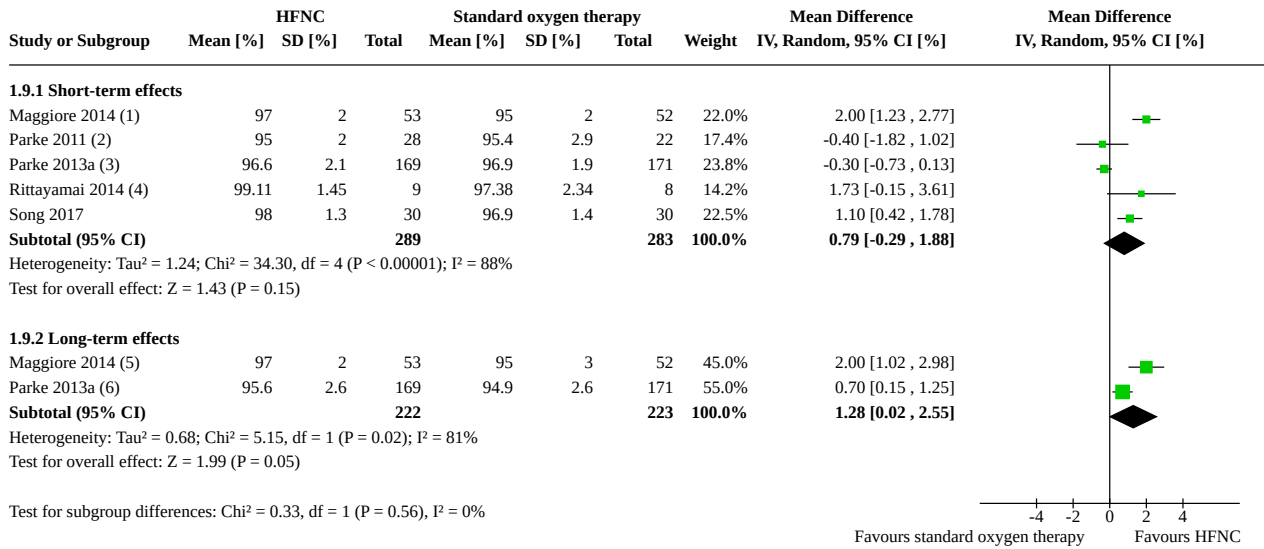 HFNC Standard oxygen therapy Mean Difference Mean Difference
Study or Subgroup Mean [%] SD [%] Total Mean [%] SD [%] Total Weight IV, Random, 95% CI [%] IV, Random, 95% CI [%]
1.9.1 Short-term effects
Maggiore 2014 (1) 97 2 53 95 2 52 22.0% 2.00 [1.23 , 2.77]
Parke 2011 (2) 95 2 28 95.4 2.9 22 17.4% -0.40 [-1.82 , 1.02]
Parke 2013a (3) 96.6 2.1 169 96.9 1.9 171 23.8% -0.30 [-0.73 , 0.13]
Rittayamai 2014 (4) 99.11 1.45 9 97.38 2.34 8 14.2% 1.73 [-0.15 , 3.61]
Song 2017 98 1.3 30 96.9 1.4 30 22.5% 1.10 [0.42 , 1.78]
Subtotal (95% CI) 289 283 100.0% 0.79 [-0.29 , 1.88]
Heterogeneity: Tau² = 1.24; Chi² = 34.30, df = 4 (P < 0.00001); I² = 88%
Test for overall effect: Z = 1.43 (P = 0.15)
1.9.2 Long-term effects
Maggiore 2014 (5) 97 2 53 95 3 52 45.0% 2.00 [1.02 , 2.98]
Parke 2013a (6) 95.6 2.6 169 94.9 2.6 171 55.0% 0.70 [0.15 , 1.25]
Subtotal (95% CI) 222 223 100.0% 1.28 [0.02 , 2.55]
Heterogeneity: Tau² = 0.68; Chi² = 5.15, df = 1 (P = 0.02); I² = 81%
Test for overall effect: Z = 1.99 (P = 0.05)
Test for subgroup differences: Chi² = 0.33, df = 1 (P = 0.56), I² = 0%
-4 -2 0 2 4
Favours standard oxygen therapy Favours HFNC